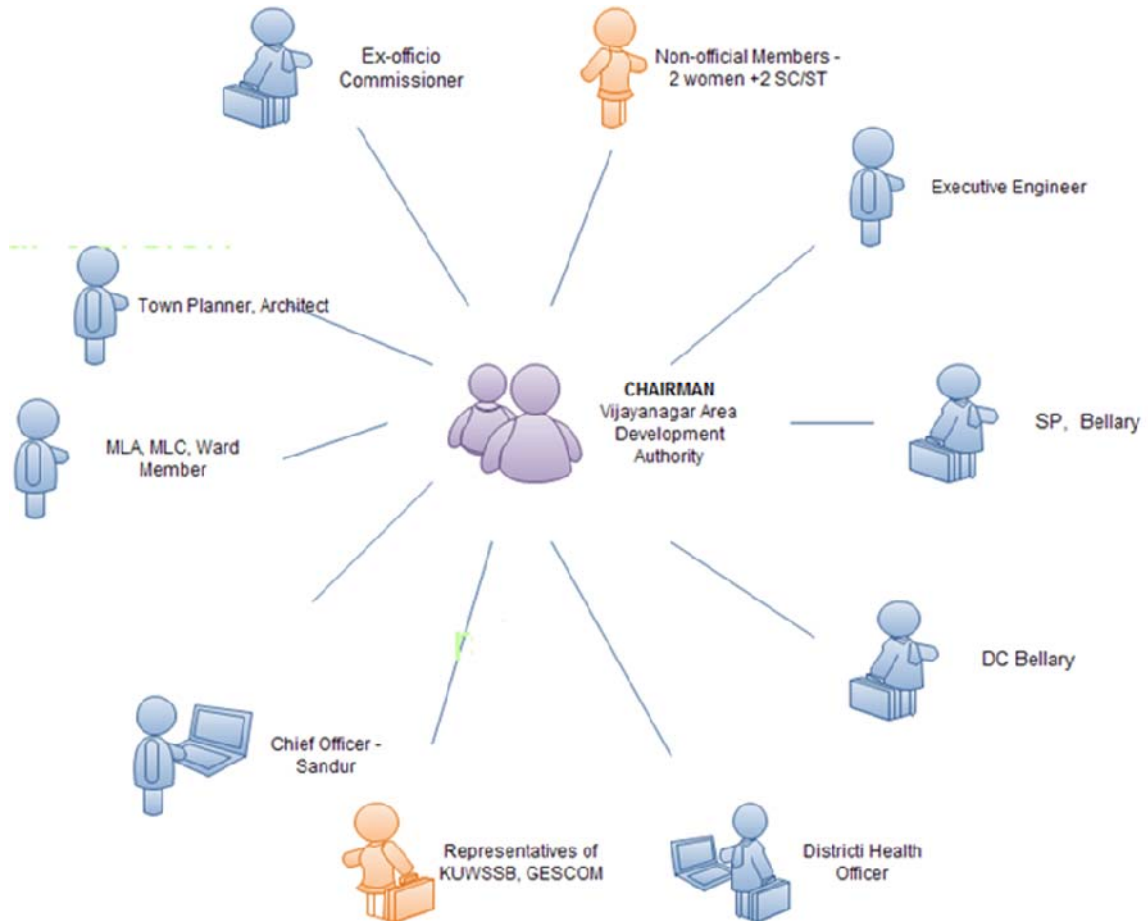 Ex-officio
Commissioner
Non-official Members -
2 women +2 SC/ST
Executive Engineer
Town Planner, Architect
CHAIRMAN
Vijayanagar Area
Development
Authority
SP, Bellary
MLA, MLC, Ward
Member
DC Bellary
Chief Officer -
Sandur
Representatives of
KUWSSB, GESCOM
Districti Health
Officer